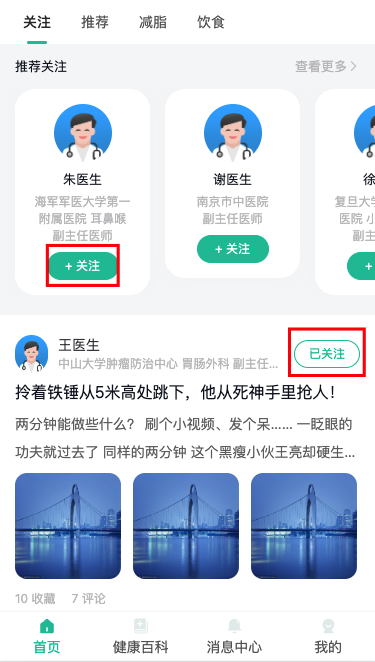 关注 推荐 减脂 饮食
推荐关注 查看更多
朱医生
海军军医大学第一
附属医院 耳鼻喉
副主任医师
+ 关注
谢医生
南京市中医院
副主任医师
+ 关注
徐
复旦大学
医院 小
副主
+
王医生
已关注
中山大学肿瘤防治中心 胃肠外科 副主任...
拎着铁锤从5米高处跳下，他从死神手里抢人！
两分钟能做些什么？ 刷个小视频、发个呆...... 一眨眼的
功夫就过去了 同样的两分钟 这个黑瘦小伙王亮却硬生...
10 收藏 7 评论
首页 健康百科 消息中心 我的